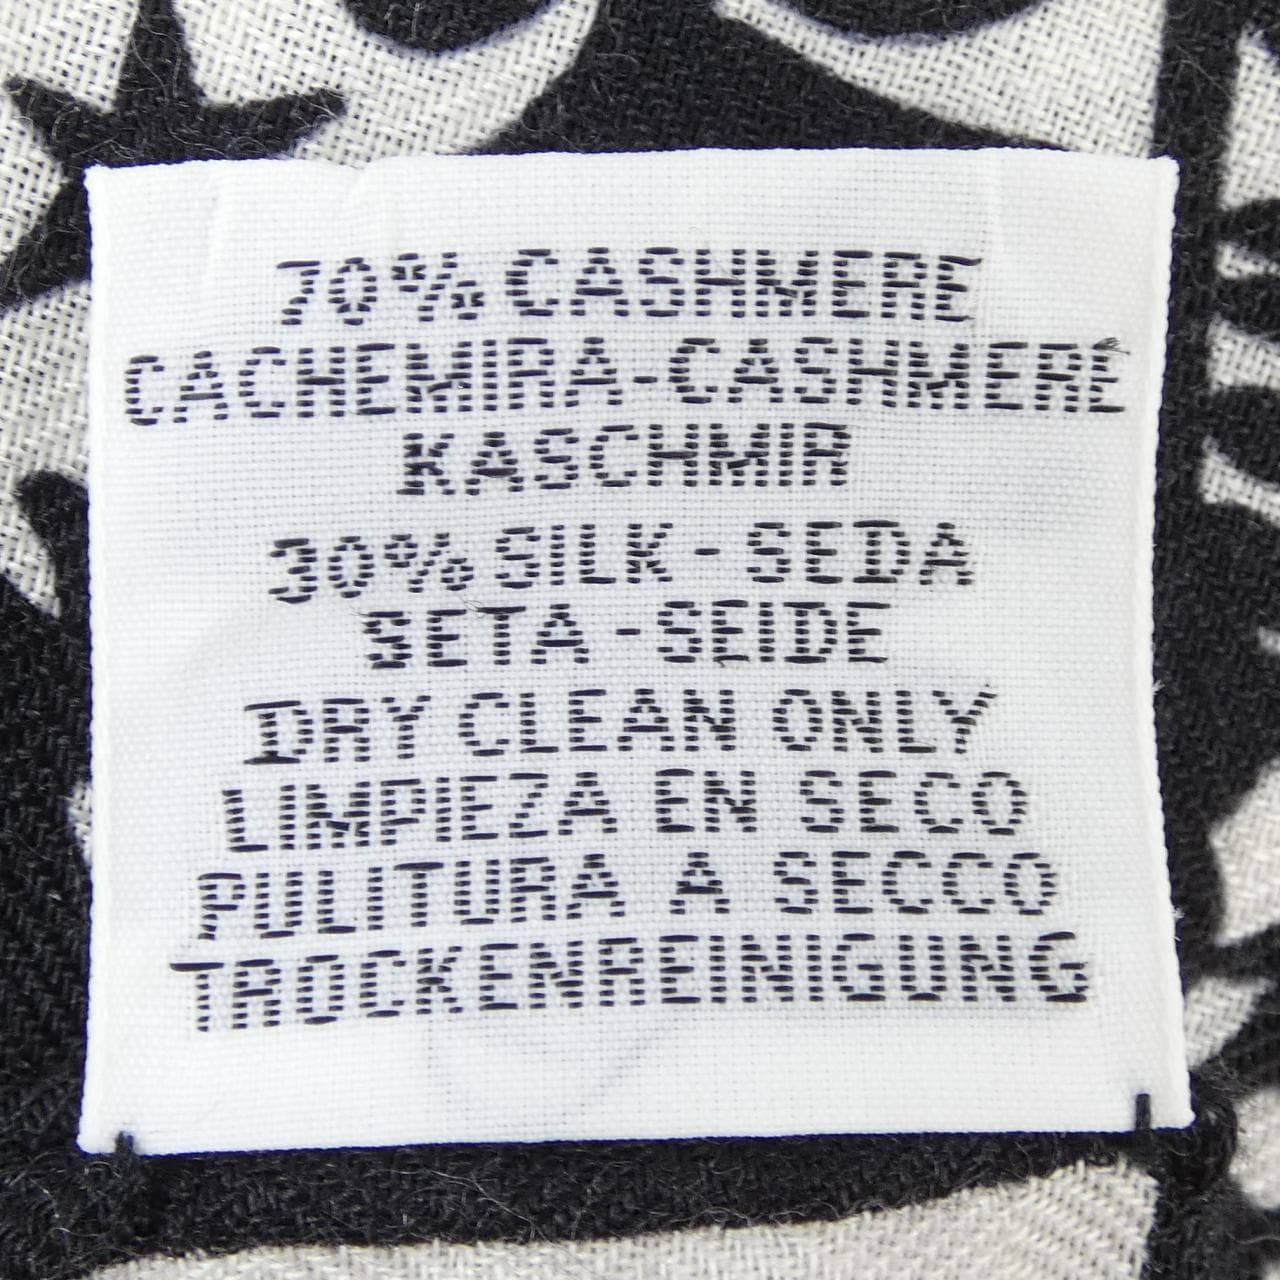 70% CASHMERE
CACHEMIRA-CASHMERE
KASCHMIR
30% SILK - SEDA
SETA - SEIDE
DRY CLEAN ONLY
LIMPIEZA EN SECO
PULITURA A SECCO
TROCKENREINIGUNG